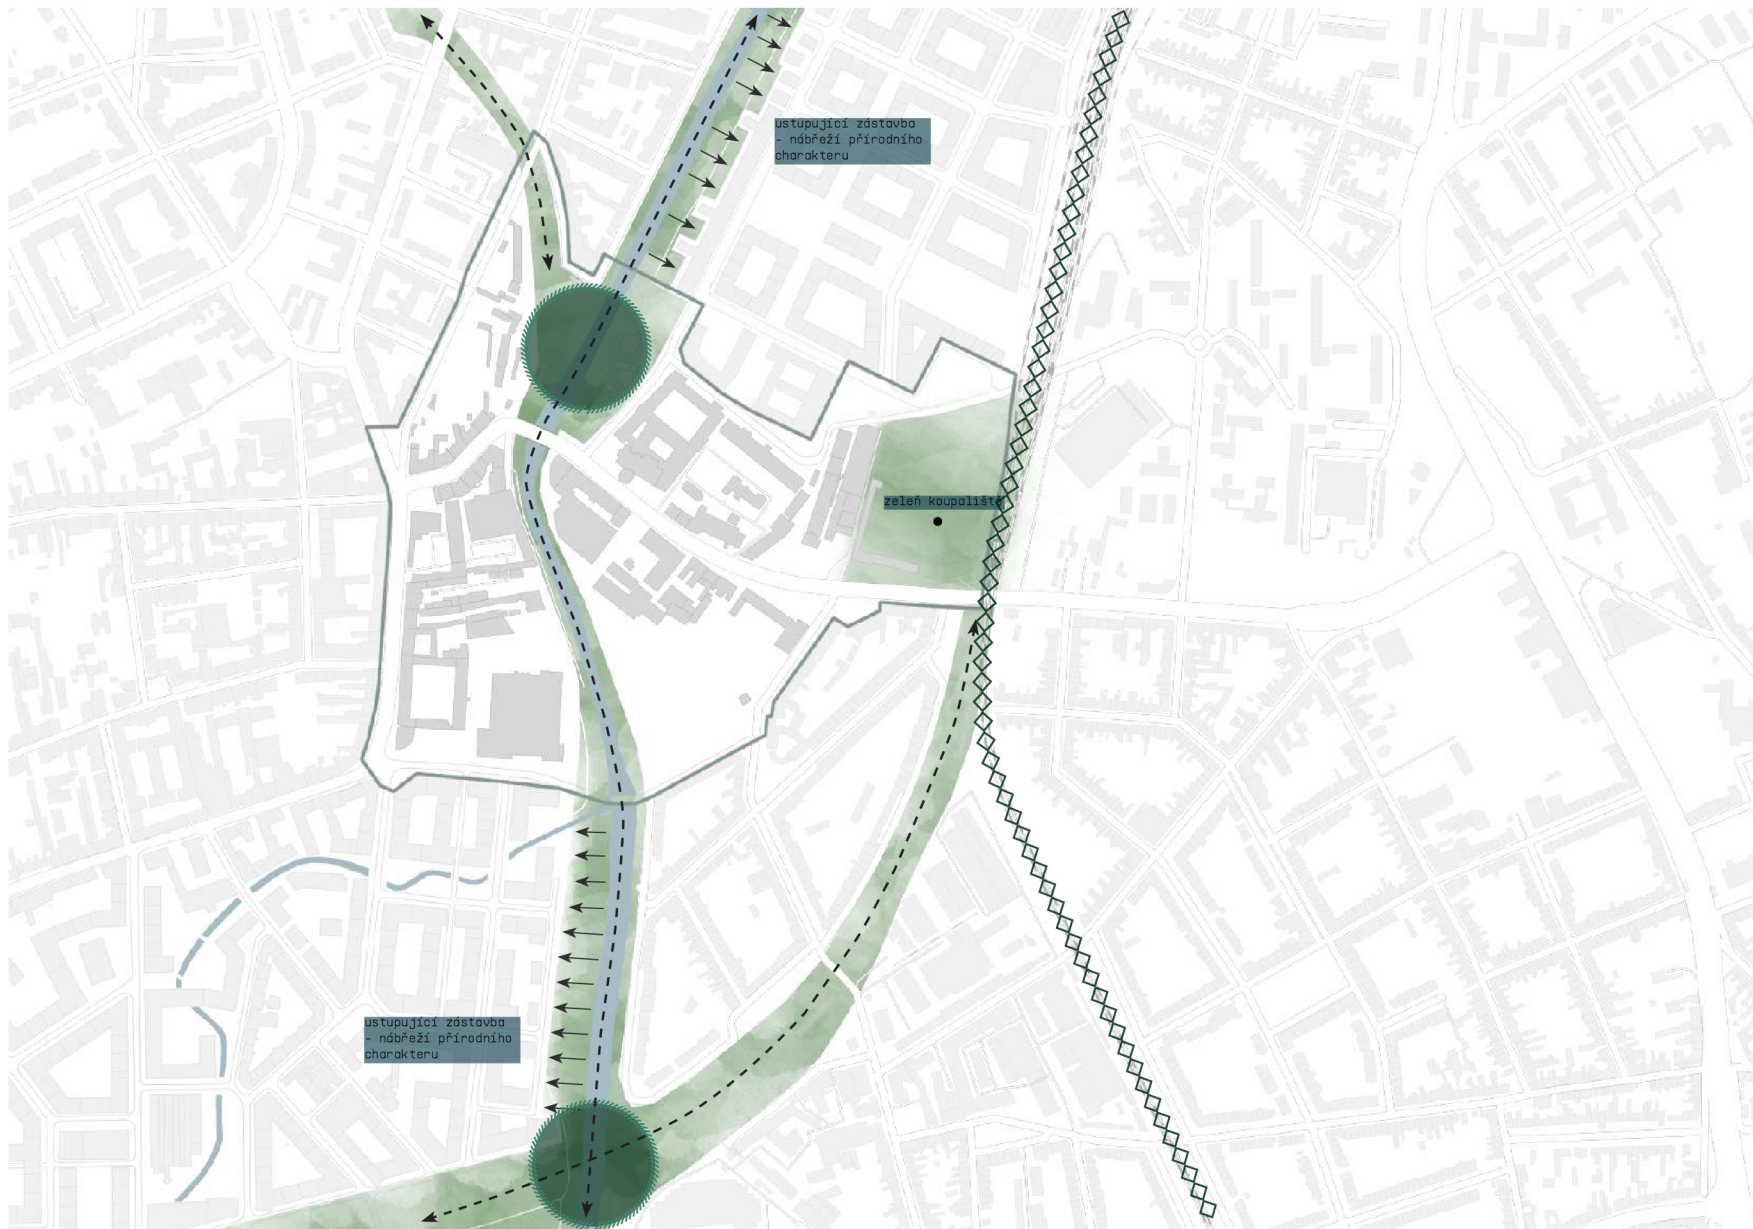 ustupující zástavba
- nábřeží přírodního
charakteru
zeleň koupaliště
ustupující zástavba
- nábřeží přírodního
charakteru